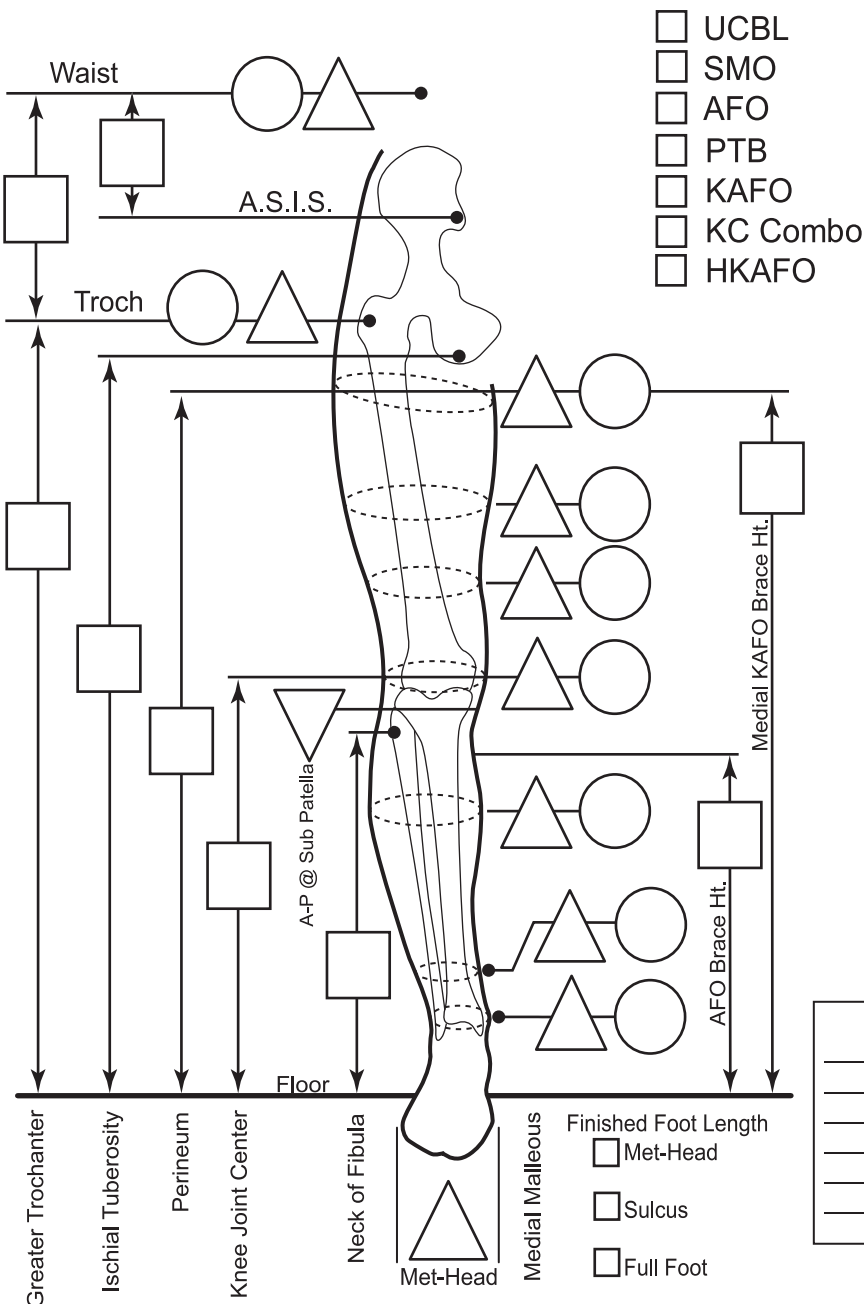 UCBL
SMO
AFO
PTB
KAFO
KC Combo
HKAFO
Waist
A.S.I.S.
Troch
Medial KAFO Brace Ht.
A-P @ Sub Patella
AFO Brace Ht.
Floor
Greater Trochanter
Ischial Tuberosity
Perineum
Knee Joint Center
Neck of Fibula
Met-Head
Medial Malleous
Finished Foot Length
Met-Head
Sulcus
Full Foot